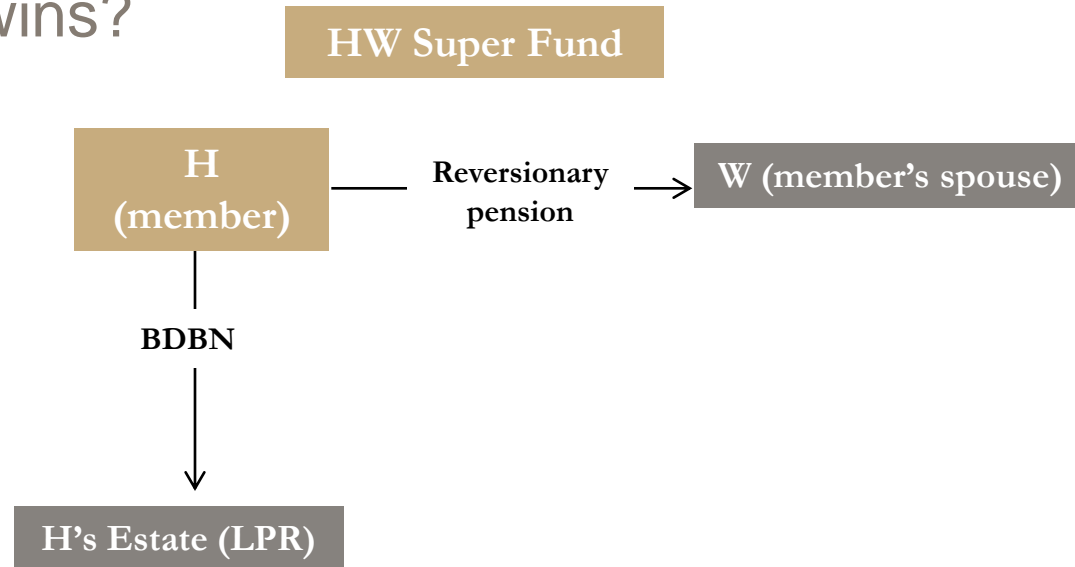 wins?
HW Super Fund
H
(member)
Reversionary
pension
W (member’s spouse)
BDBN
H’s Estate (LPR)